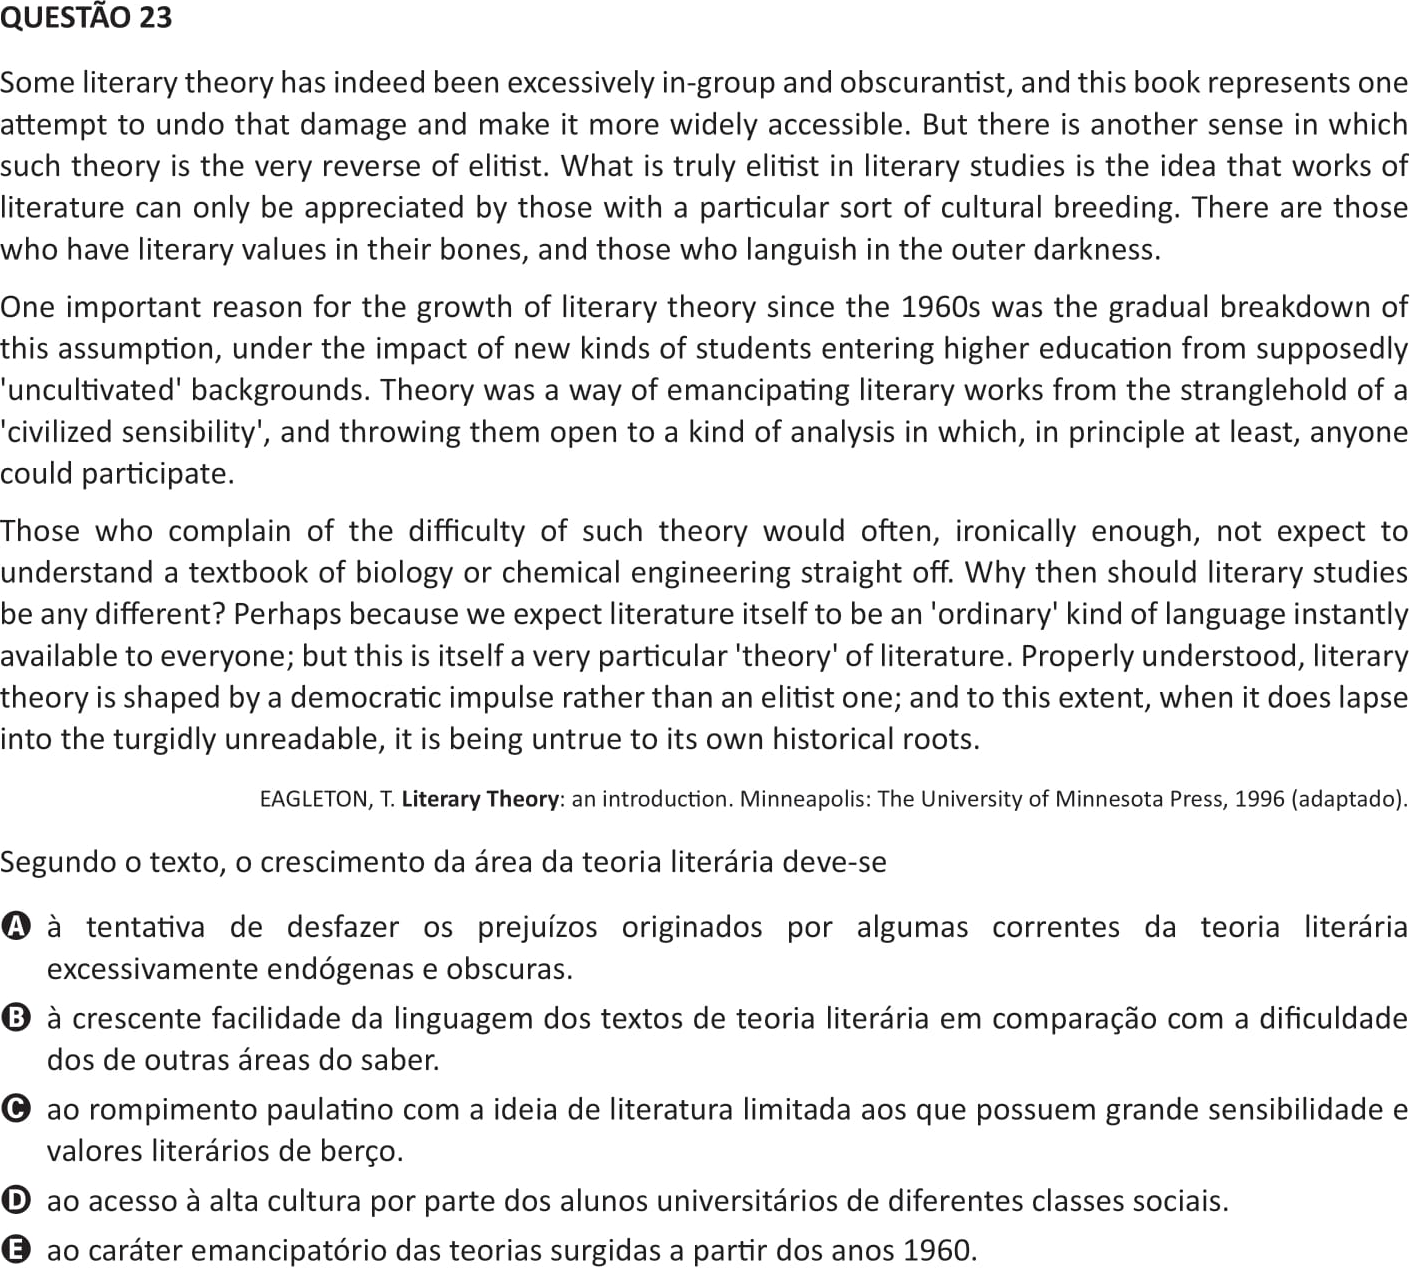 QUESTÃO 23
Some literary theory has indeed been excessively in-group and obscurantist, and this book represents one
attempt to undo that damage and make it more widely accessible. But there is another sense in which
such theory is the very reverse of elitist. What is truly elitist in literary studies is the idea that works of
literature can only be appreciated by those with a particular sort of cultural breeding. There are those
who have literary values in their bones, and those who languish in the outer darkness.
One important reason for the growth of literary theory since the 1960s was the gradual breakdown of
this assumption, under the impact of new kinds of students entering higher education from supposedly
'uncultivated' backgrounds. Theory was a way of emancipating literary works from the stranglehold of a
'civilized sensibility', and throwing them open to a kind of analysis in which, in principle at least, anyone
could participate.
Those who complain of the difficulty of such theory would often, ironically enough, not expect to
understand a textbook of biology or chemical engineering straight off. Why then should literary studies
be any different? Perhaps because we expect literature itself to be an 'ordinary' kind of language instantly
available to everyone; but this is itself a very particular 'theory' of literature. Properly understood, literary
theory is shaped by a democratic impulse rather than an elitist one; and to this extent, when it does lapse
into the turgidly unreadable, it is being untrue to its own historical roots.
EAGLETON, T. Literary Theory: an introduction. Minneapolis: The University of Minnesota Press, 1996 (adaptado).
Segundo o texto, o crescimento da área da teoria literária deve-se
A à tentativa de desfazer os prejuízos originados por algumas correntes da teoria literária
excessivamente endógenas e obscuras.
B à crescente facilidade da linguagem dos textos de teoria literária em comparação com a dificuldade
dos de outras áreas do saber.
C ao rompimento paulatino com a ideia de literatura limitada aos que possuem grande sensibilidade e
valores literários de berço.
D ao acesso à alta cultura por parte dos alunos universitários de diferentes classes sociais.
E ao caráter emancipatório das teorias surgidas a partir dos anos 1960.